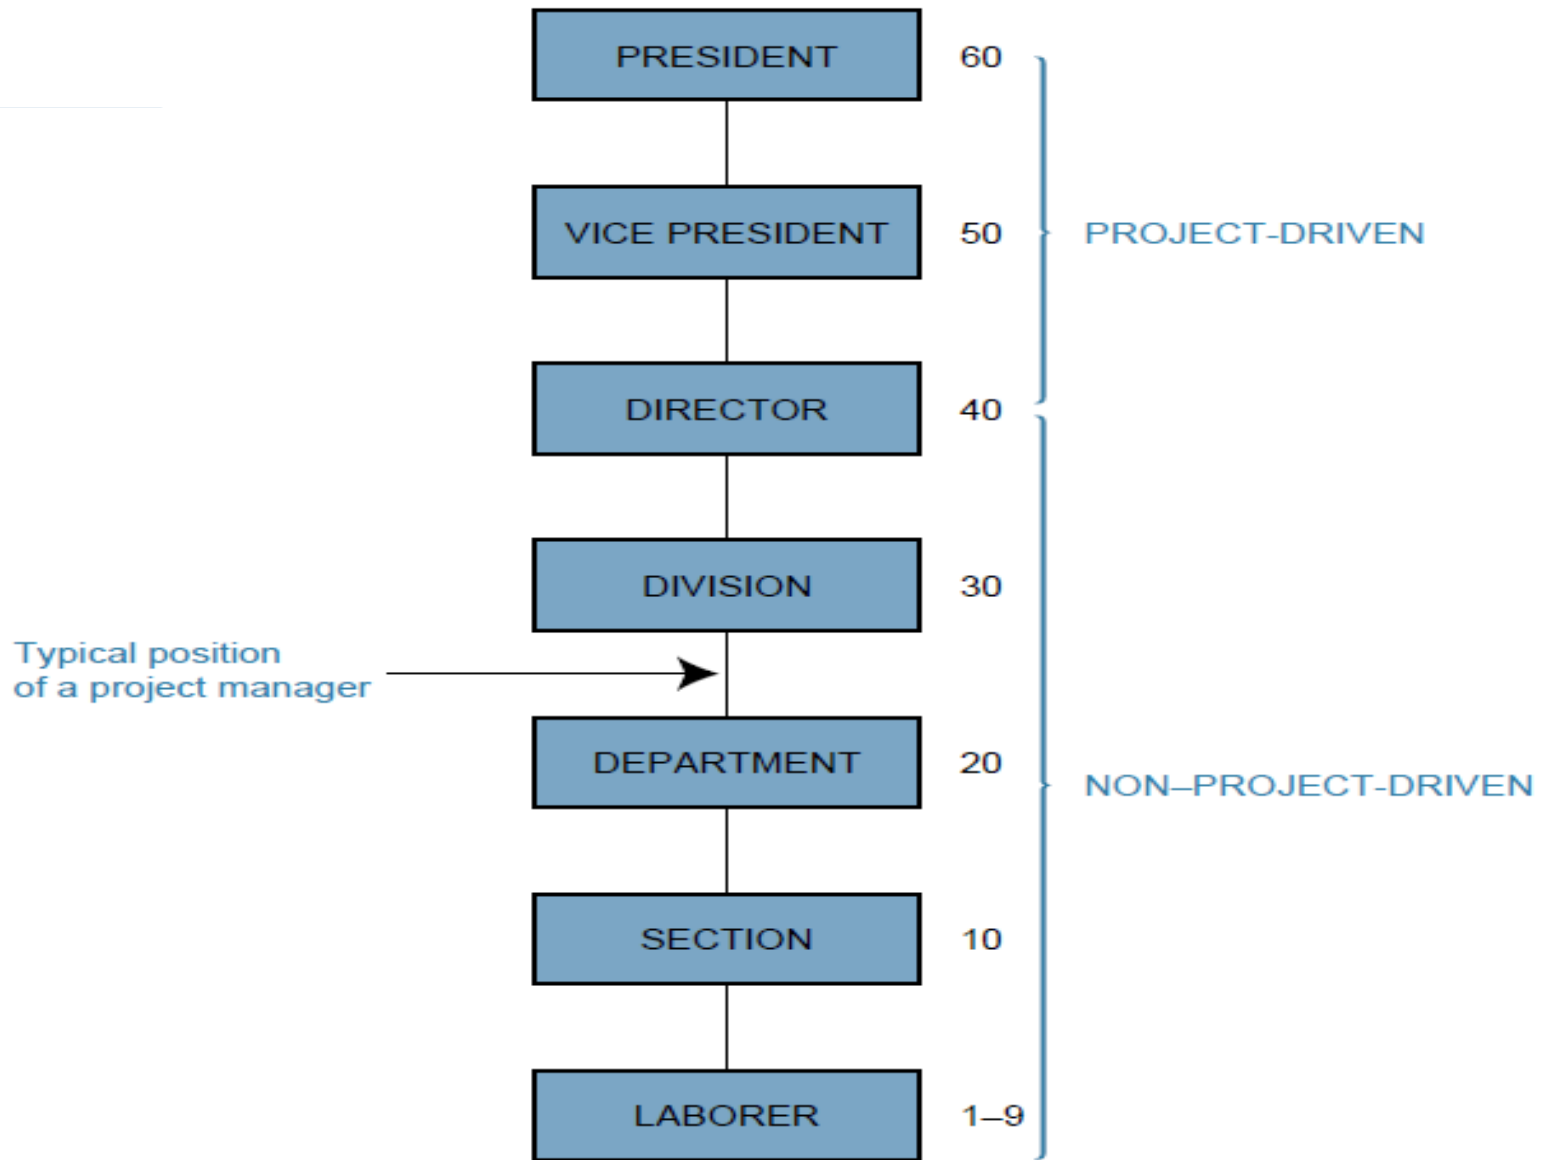 PRESIDENT 60
VICE PRESIDENT 50 PROJECT-DRIVEN
DIRECTOR 40
DIVISION 30
Typical position
of a project manager
DEPARTMENT 20
NON–PROJECT-DRIVEN
SECTION 10
LABORER 1–9